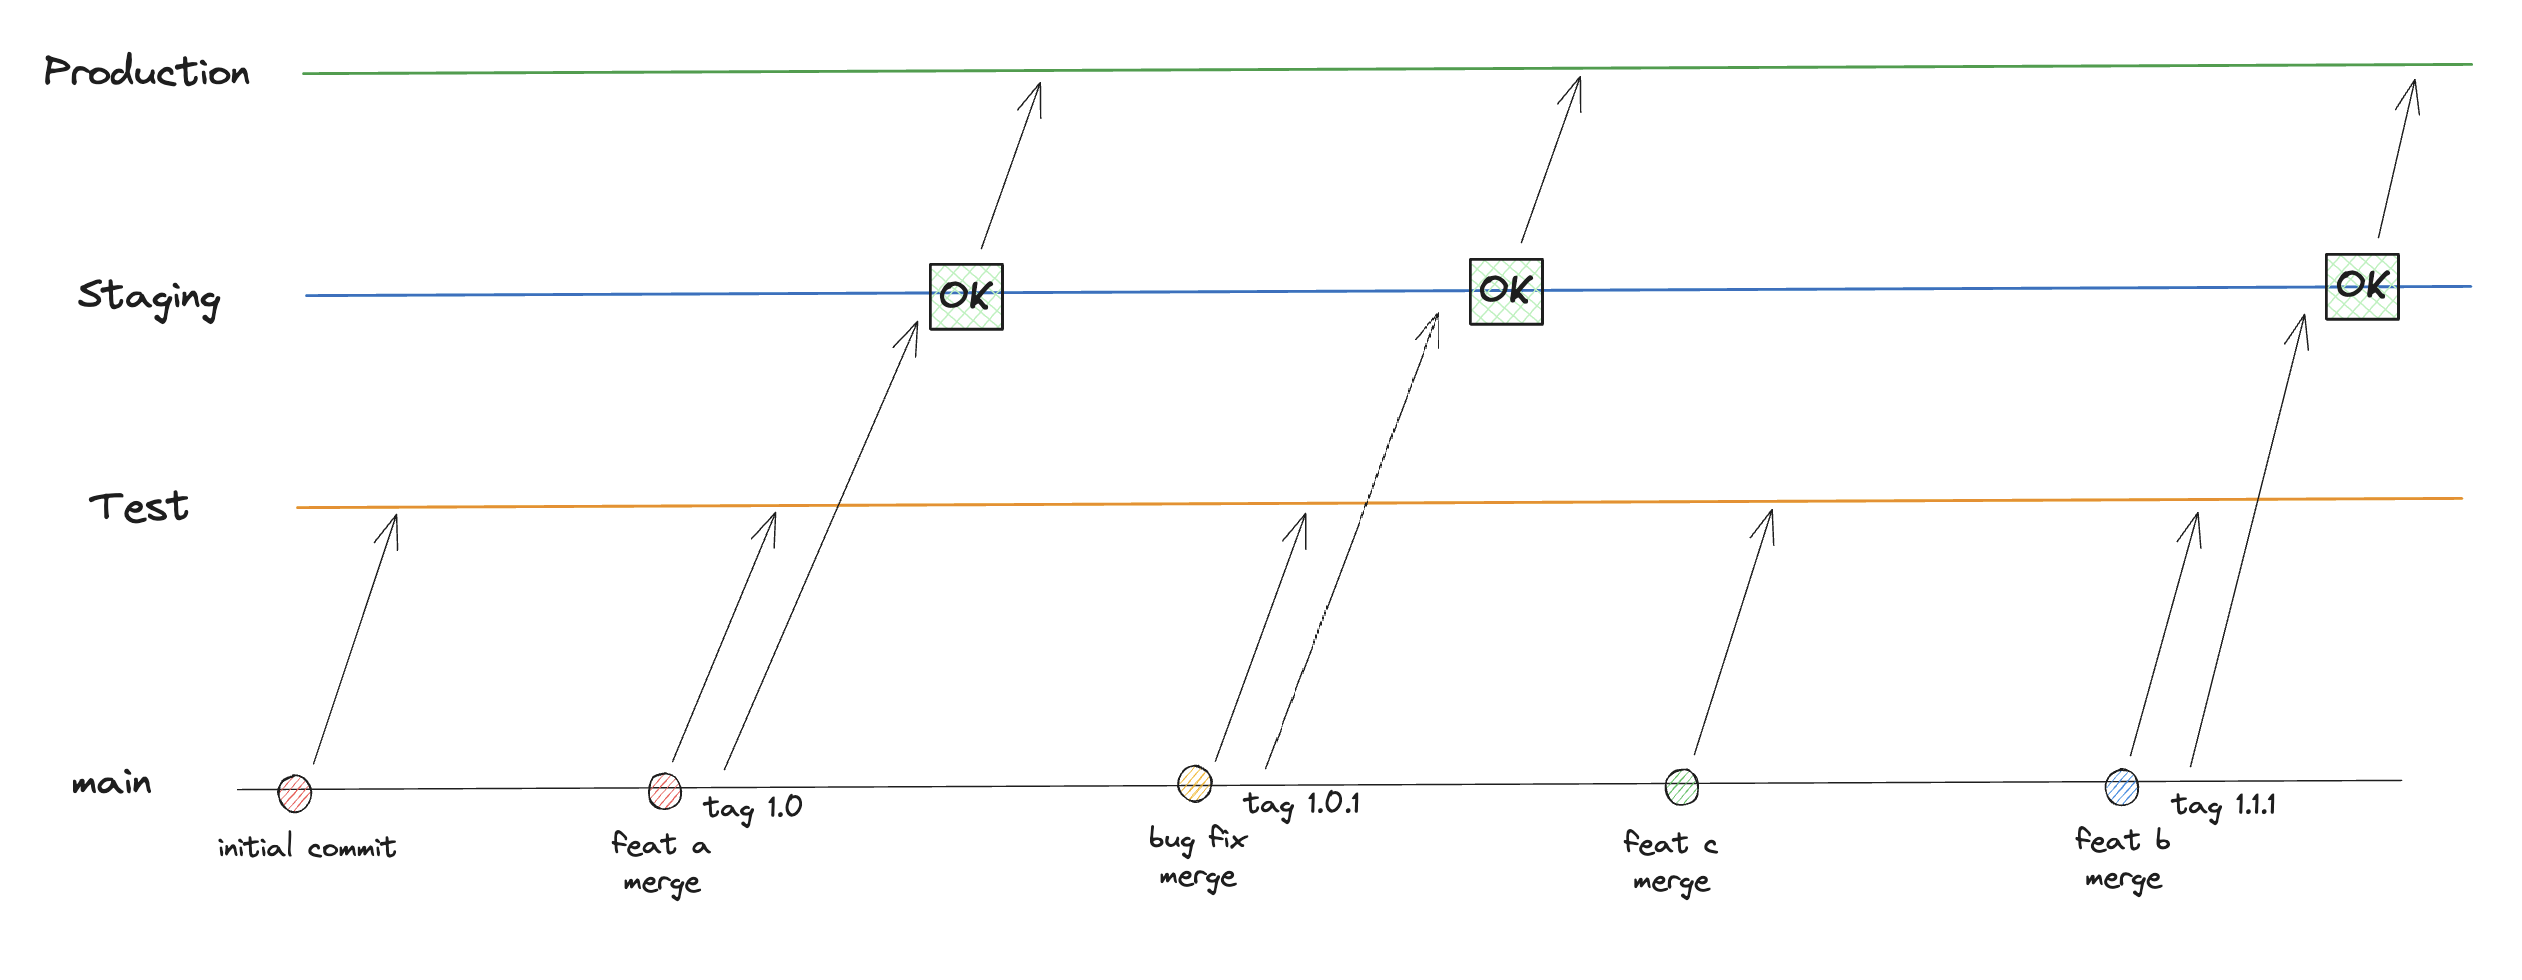 Production
Staging
OK
OK
OK
Test
main
tag 1.0
tag 1.0.1
tag 1.1.1
initial commit
feat a
merge
bug fix
merge
feat c
merge
feat b
merge